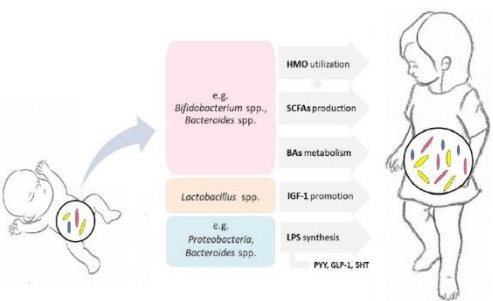 e.g.
Bifidobacterium spp.,
Bacteroides spp.
HMO utilization
SCFAs production
BAs metabolism
Lactobacillus spp.
IGF-1 promotion
e.g.
Proteobacteria,
Bacteroides spp.
LPS synthesis
PYY, GLP-1, 5HT